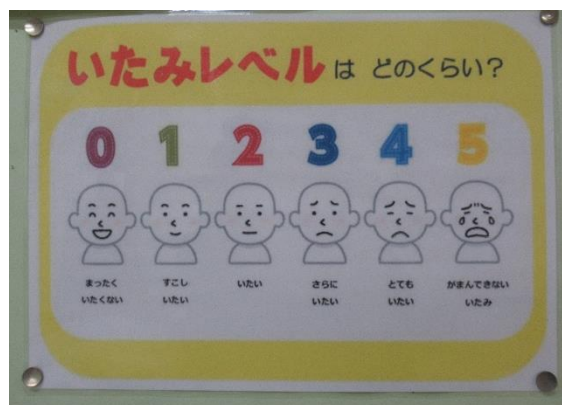 いたみレベルは どのくらい?
0 1 2 3 4 5
まったく すこし いたい さらに とても がまんできない
いたくない いたい いたい いたい いたみ